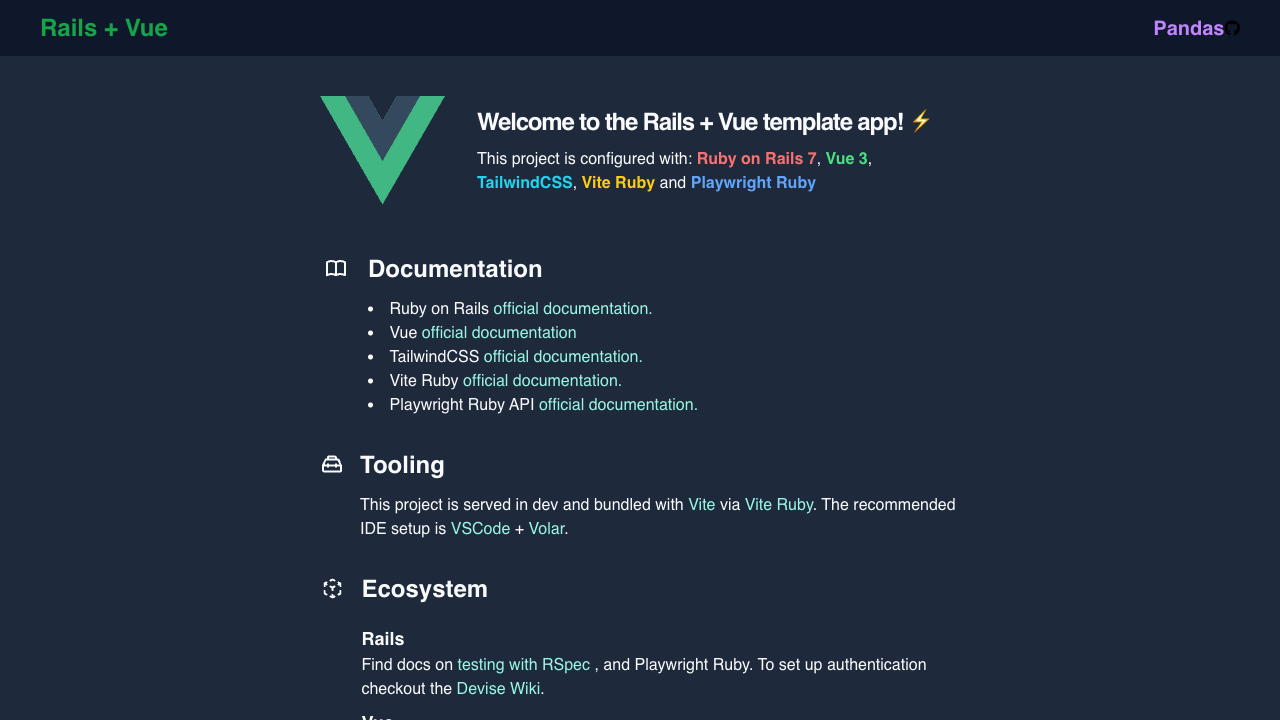 Rails + Vue
Pandas
Welcome to the Rails + Vue template app! ⚡
This project is configured with: Ruby on Rails 7, Vue 3,
TailwindCSS, Vite Ruby and Playwright Ruby
Documentation
• Ruby on Rails official documentation.
• Vue official documentation
• TailwindCSS official documentation.
• Vite Ruby official documentation.
• Playwright Ruby API official documentation.
Tooling
This project is served in dev and bundled with Vite via Vite Ruby. The recommended
IDE setup is VSCode + Volar.
Ecosystem
Rails
Find docs on testing with RSpec , and Playwright Ruby. To set up authentication
checkout the Devise Wiki.